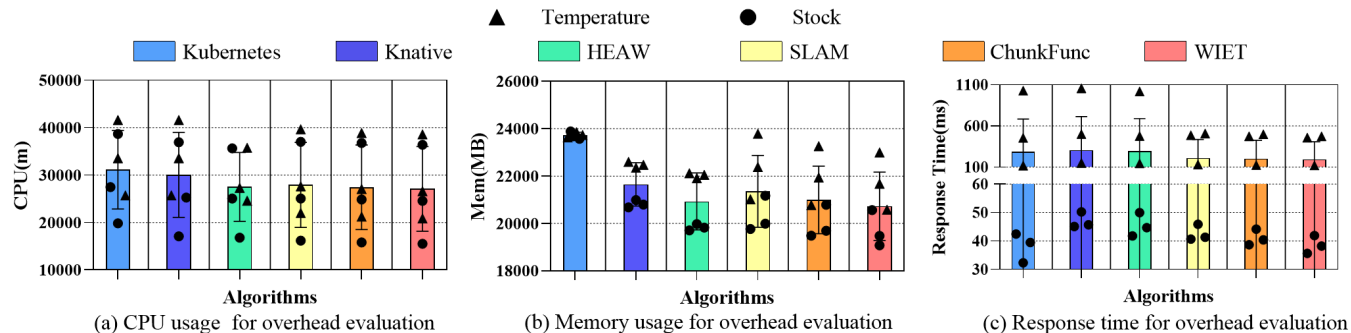 Temperature Stock
Kubernetes Knative HEAW SLAM ChunkFunc WIET
50000
40000
30000
20000
10000
CPU(m)
Algorithms
(a) CPU usage for overhead evaluation
26000
24000
22000
20000
18000
Mem(MB)
Algorithms
(b) Memory usage for overhead evaluation
1100
600
100
60
50
40
30
Response Time(ms)
Algorithms
(c) Response time for overhead evaluation